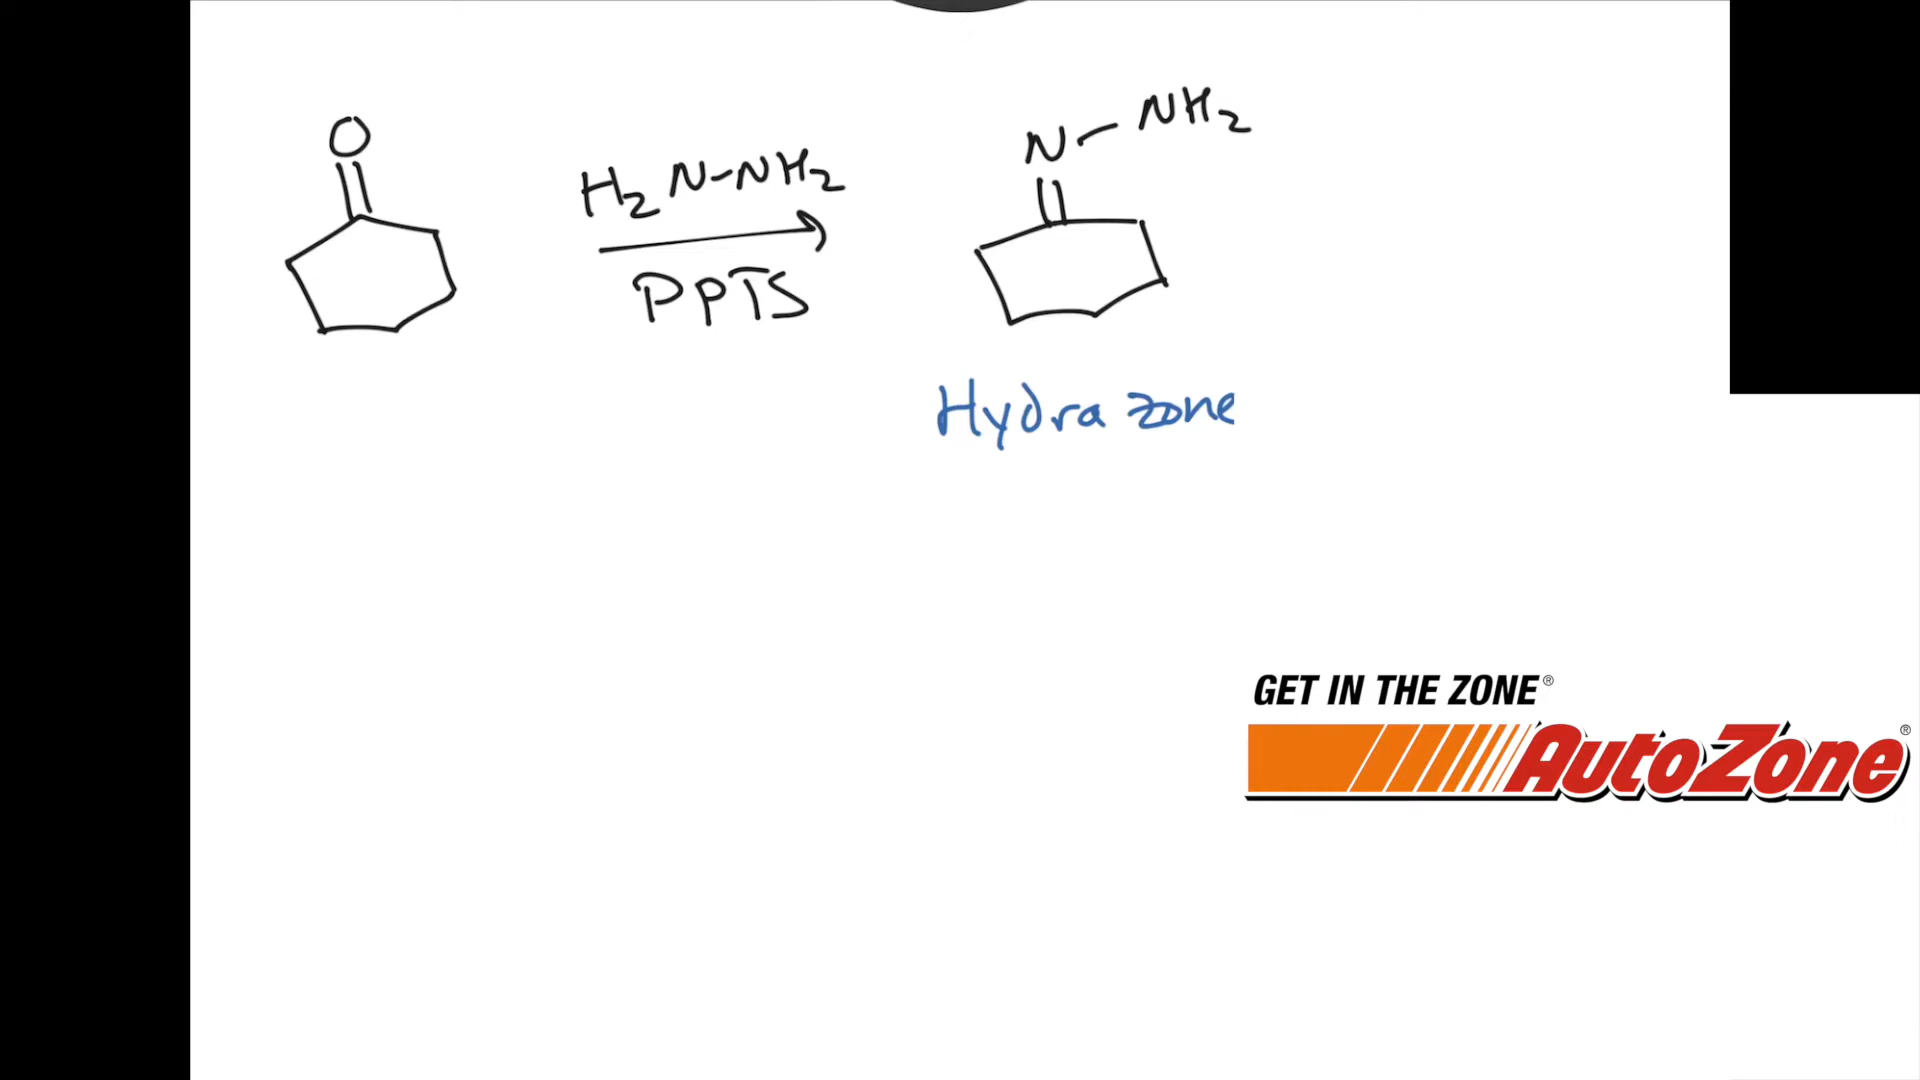 O
H₂N-NH₂
PPTS
N-NH₂
Hydrazone
GET IN THE ZONE®
AutoZone®